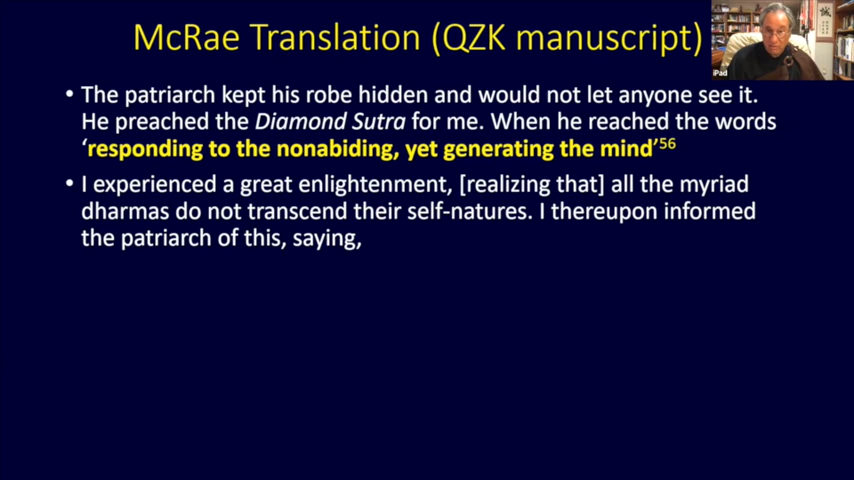 McRae Translation (QZK manuscript)
• The patriarch kept his robe hidden and would not let anyone see it.
He preached the Diamond Sutra for me. When he reached the words
‘responding to the nonabiding, yet generating the mind’56
• I experienced a great enlightenment, [realizing that] all the myriad
dharmas do not transcend their self-natures. I thereupon informed
the patriarch of this, saying,
iPad